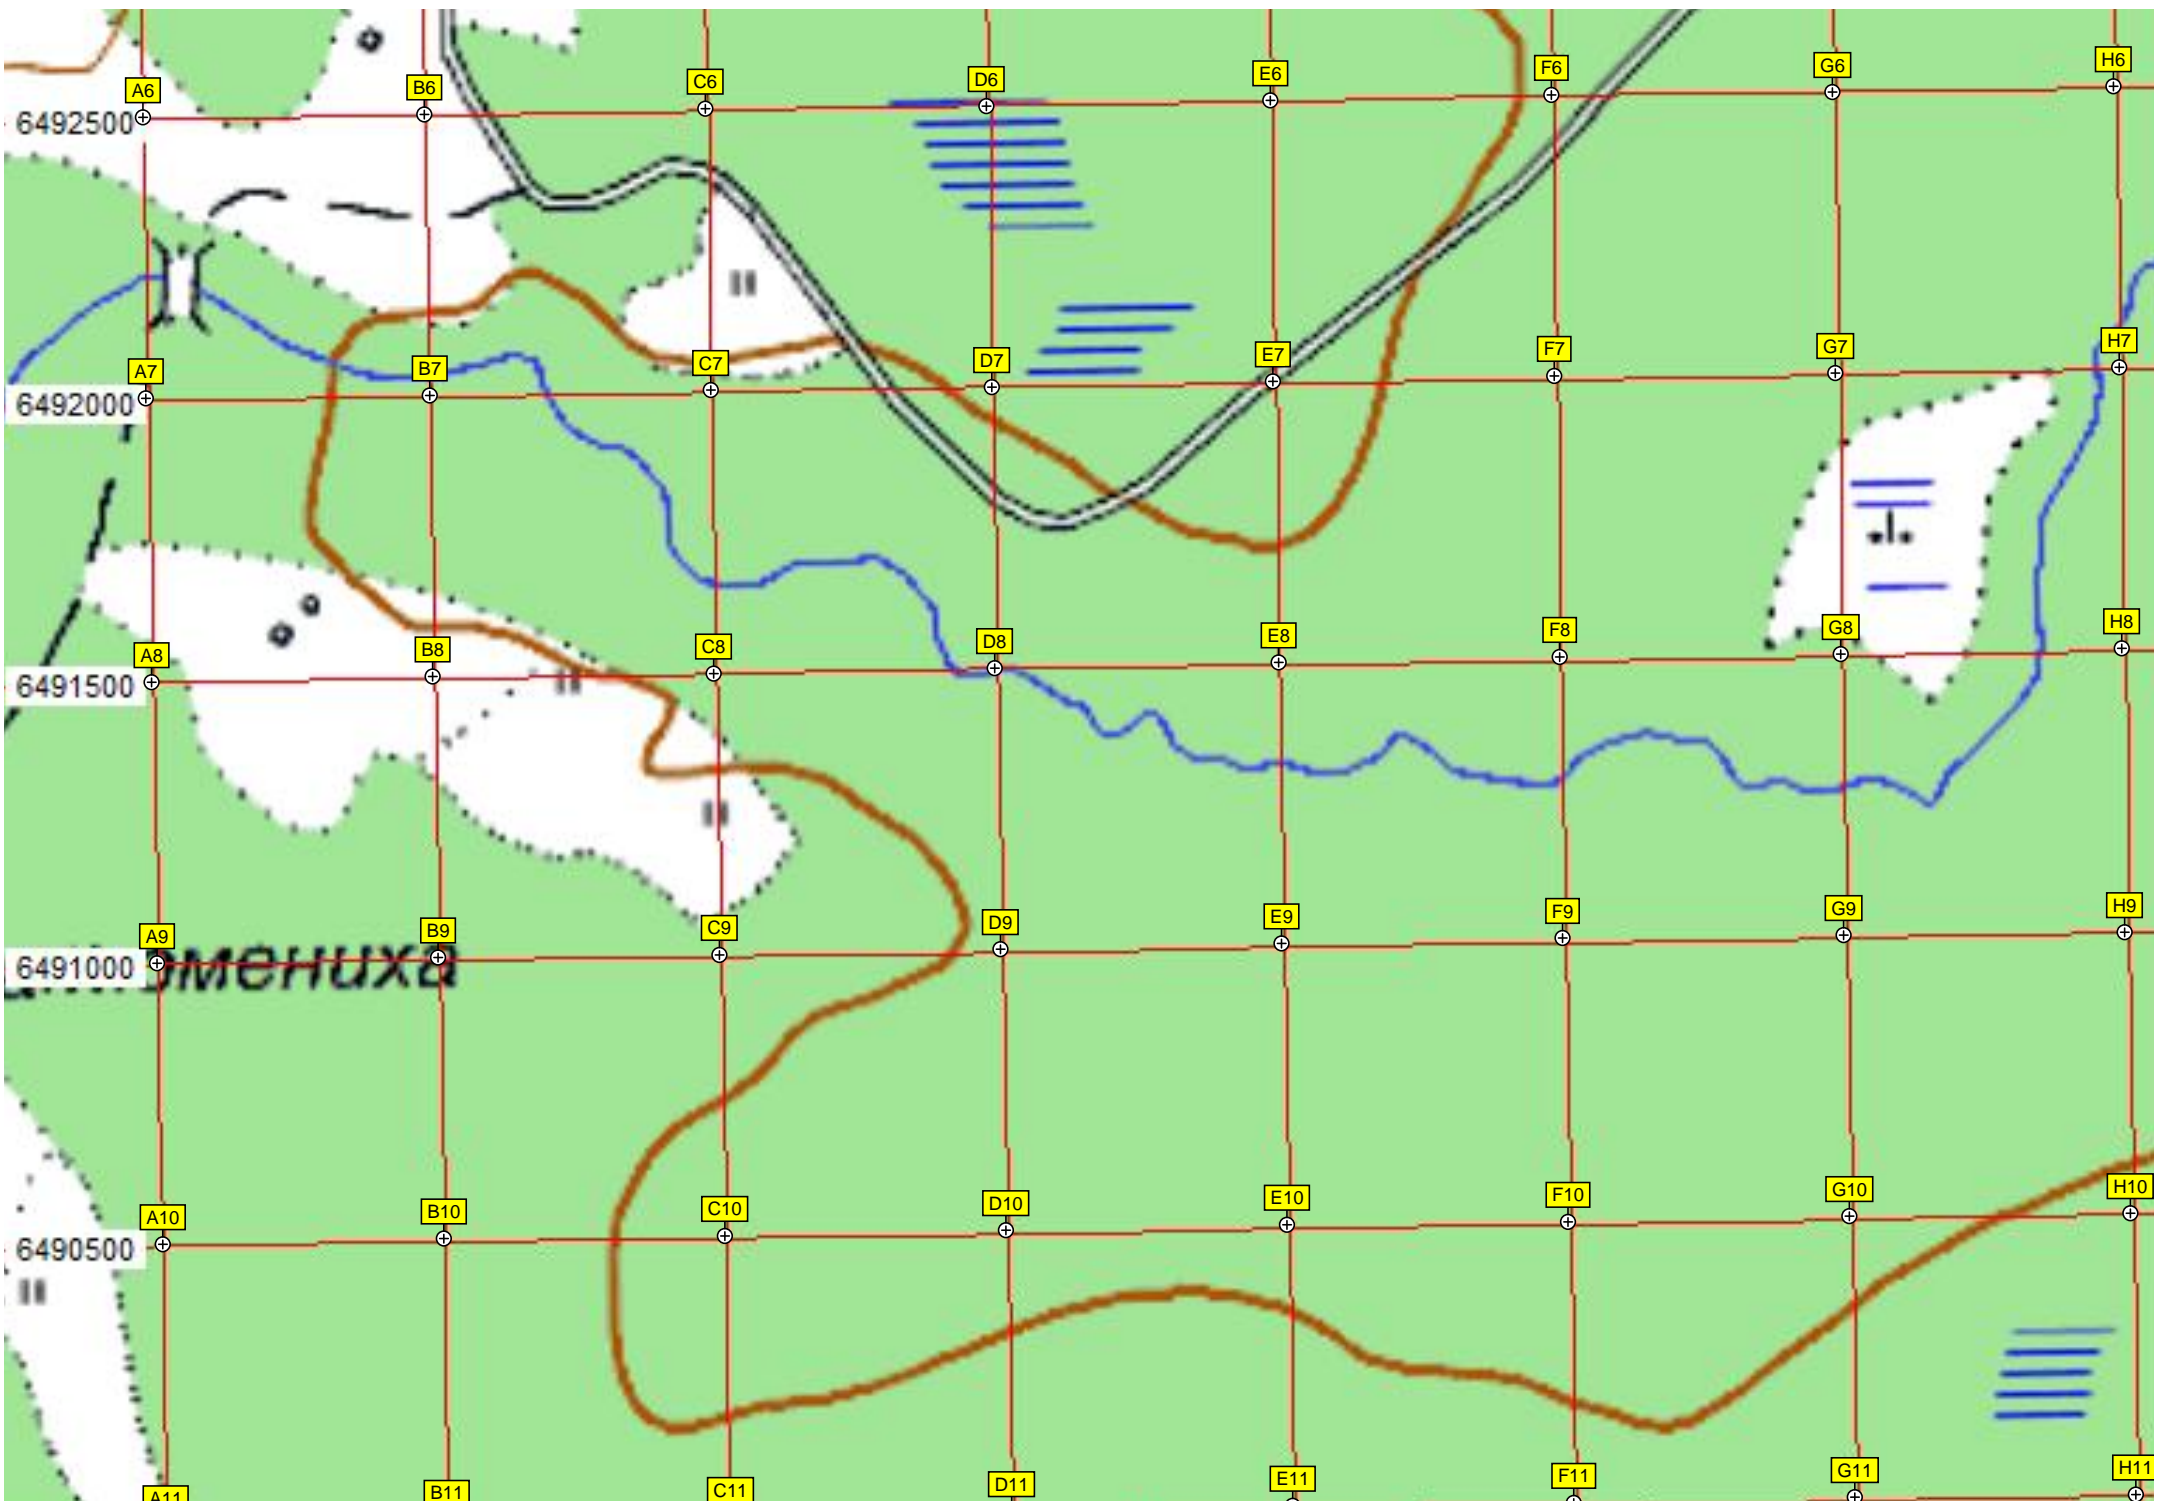 A6 B6 C6 D6 E6 F6 G6 H6
6492500
A7 B7 C7 D7 E7 F7 G7 H7
6492000
A8 B8 C8 D8 E8 F8 G8 H8
6491500
A9 B9 C9 D9 E9 F9 G9 H9
6491000
A10 B10 C10 D10 E10 F10 G10 H10
6490500
A11 B11 C11 D11 E11 F11 G11 H11